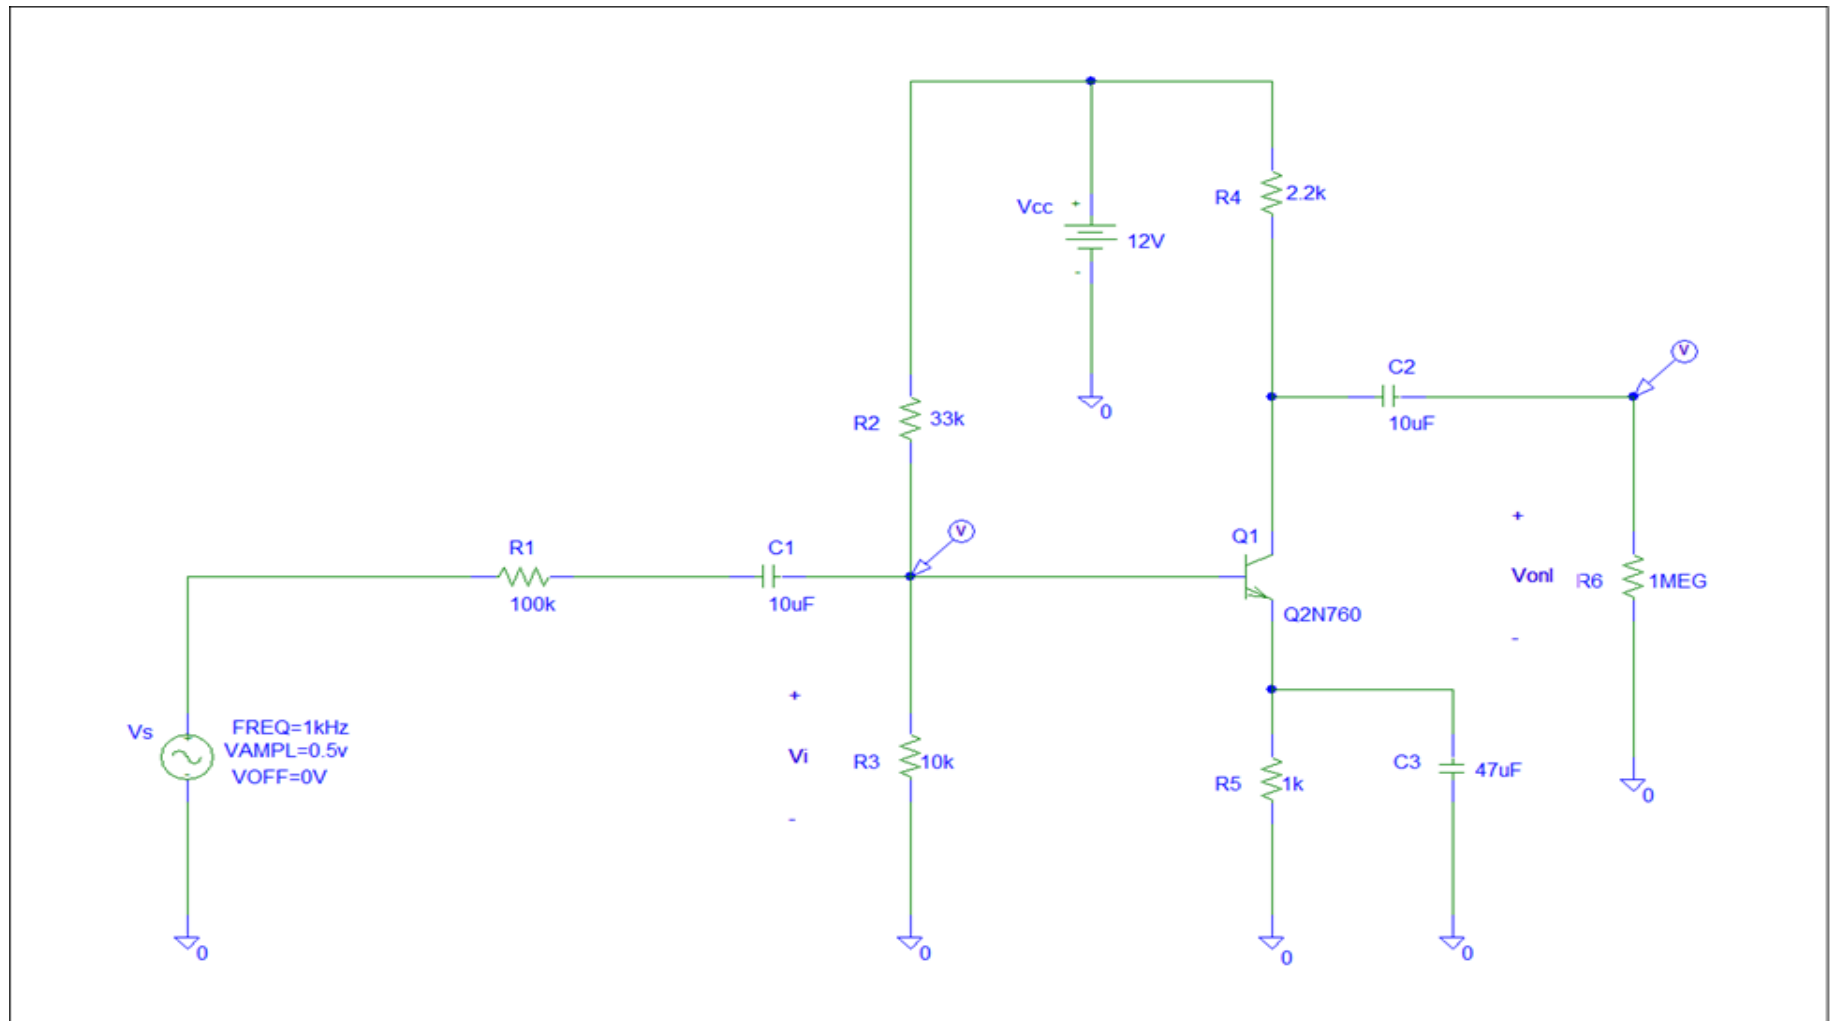 R4
2.2k
Vcc
+
12V
-
0
V
C2
10uF
R2
33k
V
Q1
R1
100k
C1
10uF
+
Vonl
-
R6
1MEG
Q2N760
Vs
FREQ=1kHz
VAMPL=0.5v
VOFF=0V
+
Vi
-
R3
10k
R5
1k
C3
47uF
0
0
0
0
0